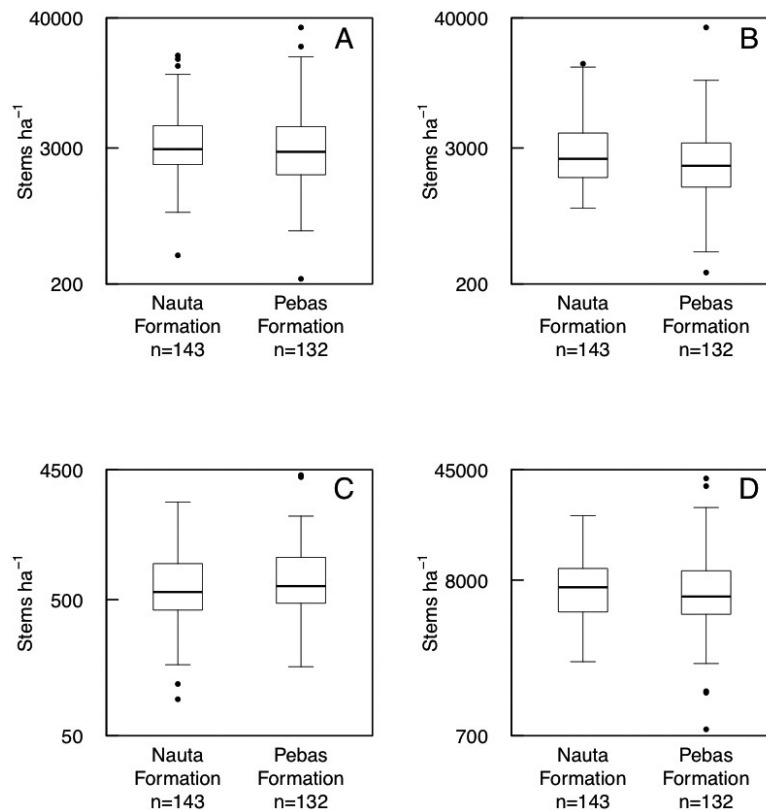 40000
A
Stems ha⁻¹
3000
200
Nauta Formation n=143
Pebas Formation n=132
40000
B
Stems ha⁻¹
3000
200
Nauta Formation n=143
Pebas Formation n=132
4500
C
Stems ha⁻¹
500
50
Nauta Formation n=143
Pebas Formation n=132
45000
D
Stems ha⁻¹
8000
700
Nauta Formation n=143
Pebas Formation n=132